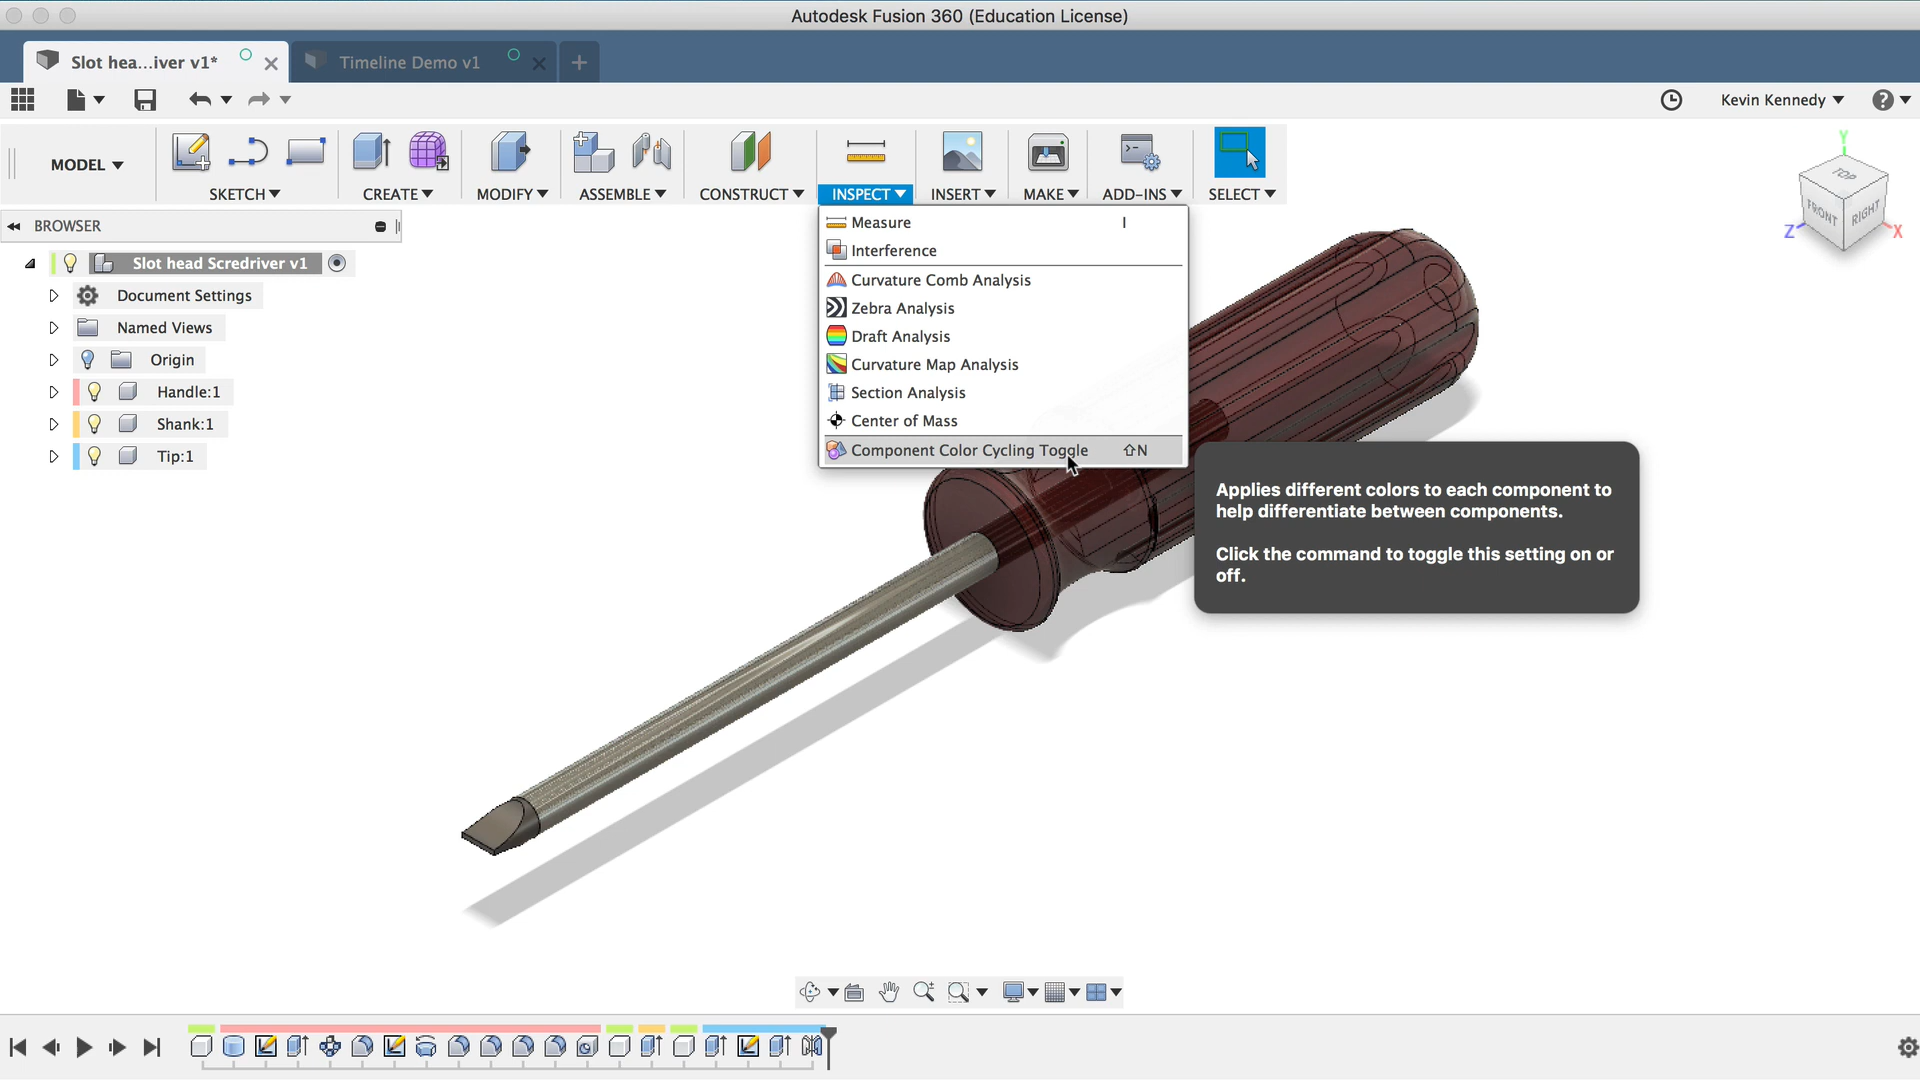 Autodesk Fusion 360 (Education License)
Slot hea...iver v1*
Timeline Demo v1
Kevin Kennedy
MODEL
SKETCH
CREATE
MODIFY
ASSEMBLE
CONSTRUCT
INSPECT
INSERT
MAKE
ADD-INS
SELECT
BROWSER
Slot head Scredriver v1
Document Settings
Named Views
Origin
Handle:1
Shank:1
Tip:1
Measure I
Interference
Curvature Comb Analysis
Zebra Analysis
Draft Analysis
Curvature Map Analysis
Section Analysis
Center of Mass
Component Color Cycling Toggle ⇧N
Applies different colors to each component to
help differentiate between components.
Click the command to toggle this setting on or
off.
Y
TOP
FRONT
RIGHT
Z
X